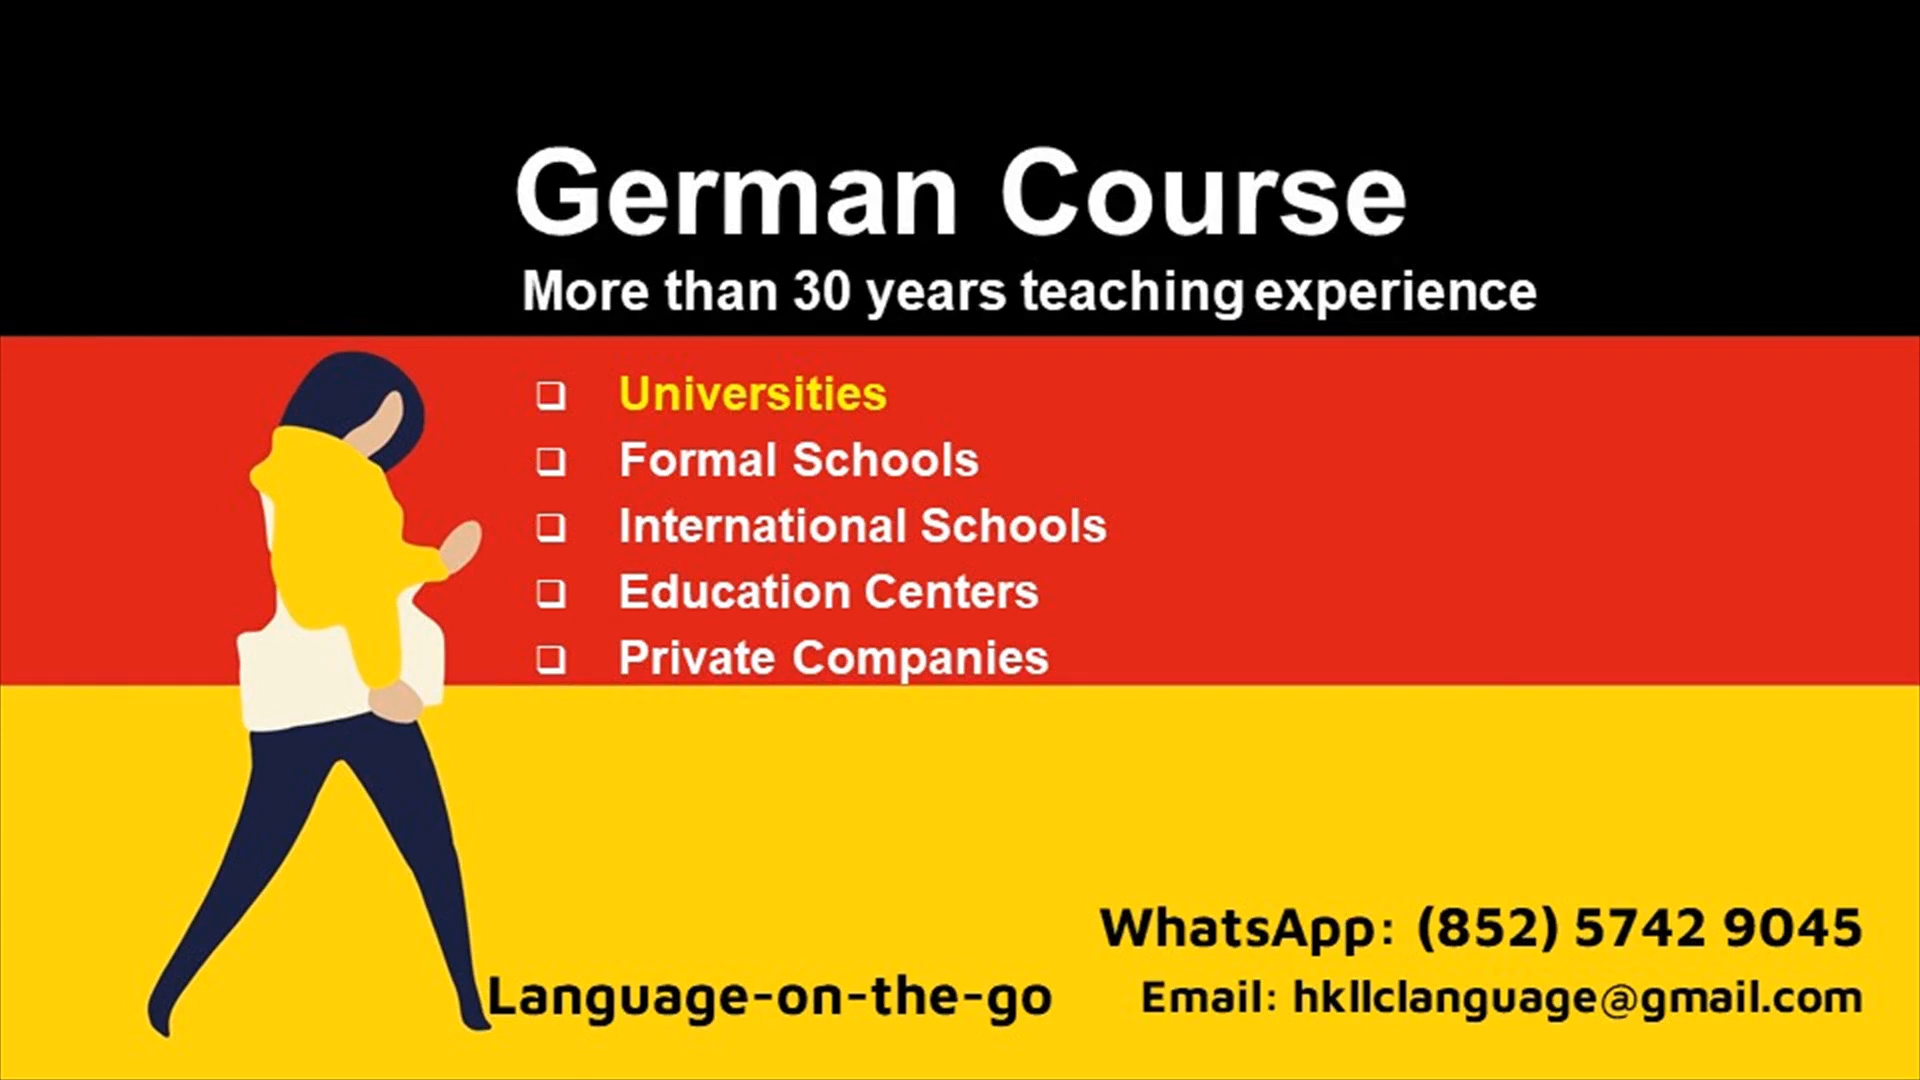 German Course
More than 30 years teaching experience
❑ Universities
❑ Formal Schools
❑ International Schools
❑ Education Centers
❑ Private Companies
WhatsApp: (852) 5742 9045
Language-on-the-go
Email: hkllclanguage@gmail.com